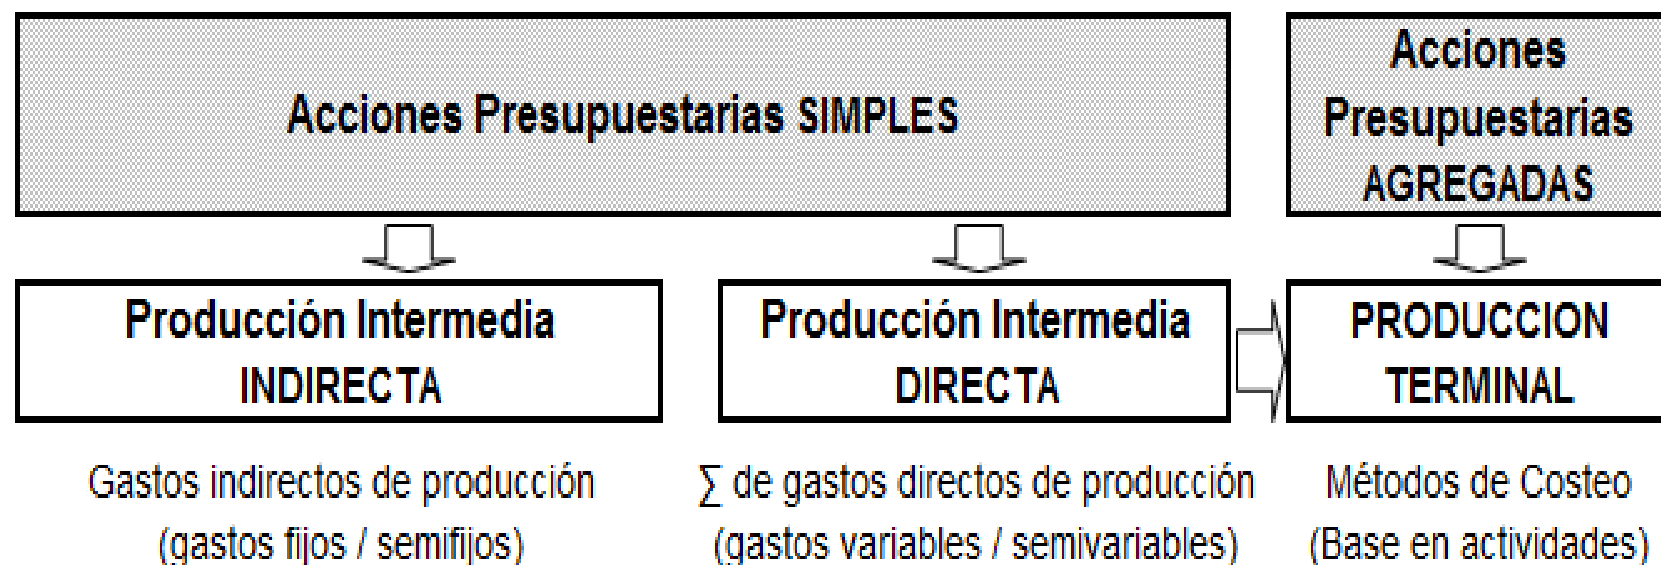 Acciones Presupuestarias SIMPLES
Acciones
Presupuestarias
AGREGADAS
Producción Intermedia
INDIRECTA
Producción Intermedia
DIRECTA
PRODUCCION
TERMINAL
Gastos indirectos de producción
(gastos fijos / semifijos)
∑ de gastos directos de producción
(gastos variables / semivariables)
Métodos de Costeo
(Base en actividades)